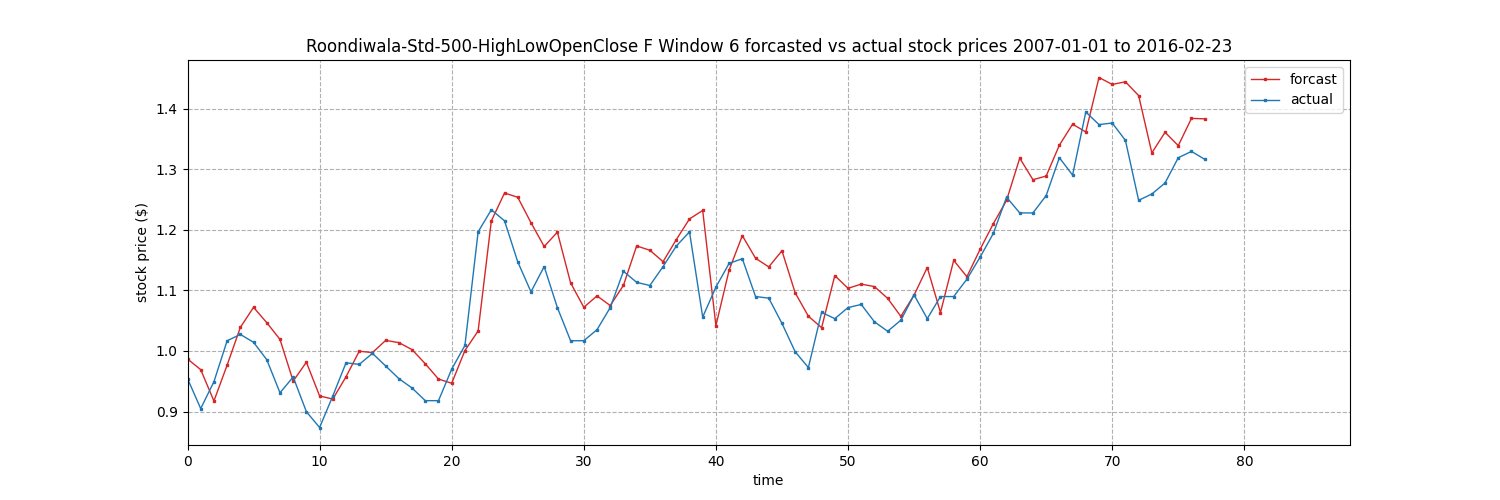 Roondiwala-Std-500-HighLowOpenClose F Window 6 forcasted vs actual stock prices 2007-01-01 to 2016-02-23
forcast
actual
1.4
1.3
1.2
1.1
1.0
0.9
stock price ($)
0 10 20 30 40 50 60 70 80
time